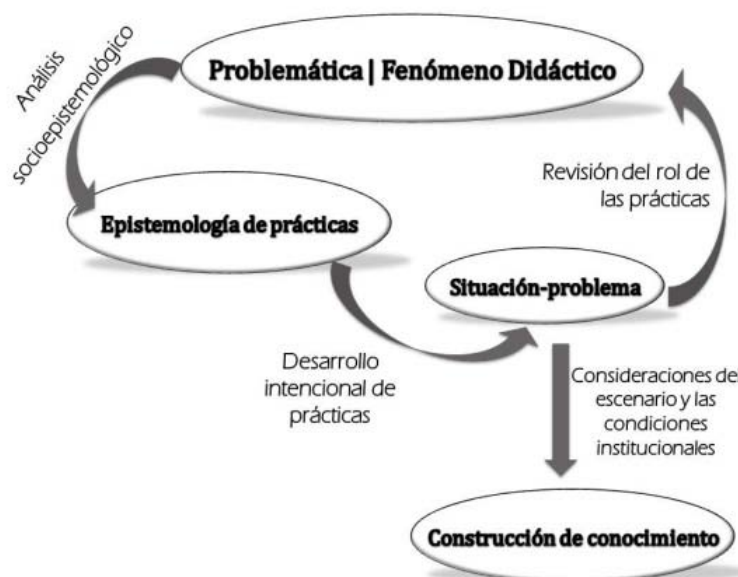 Análisis
socioepistemológico
Problemática | Fenómeno Didáctico
Revisión del rol de
las prácticas
Epistemología de prácticas
Situación-problema
Desarrollo
intencional de
prácticas
Consideraciones de
escenario y las
condiciones
institucionales
Construcción de conocimiento